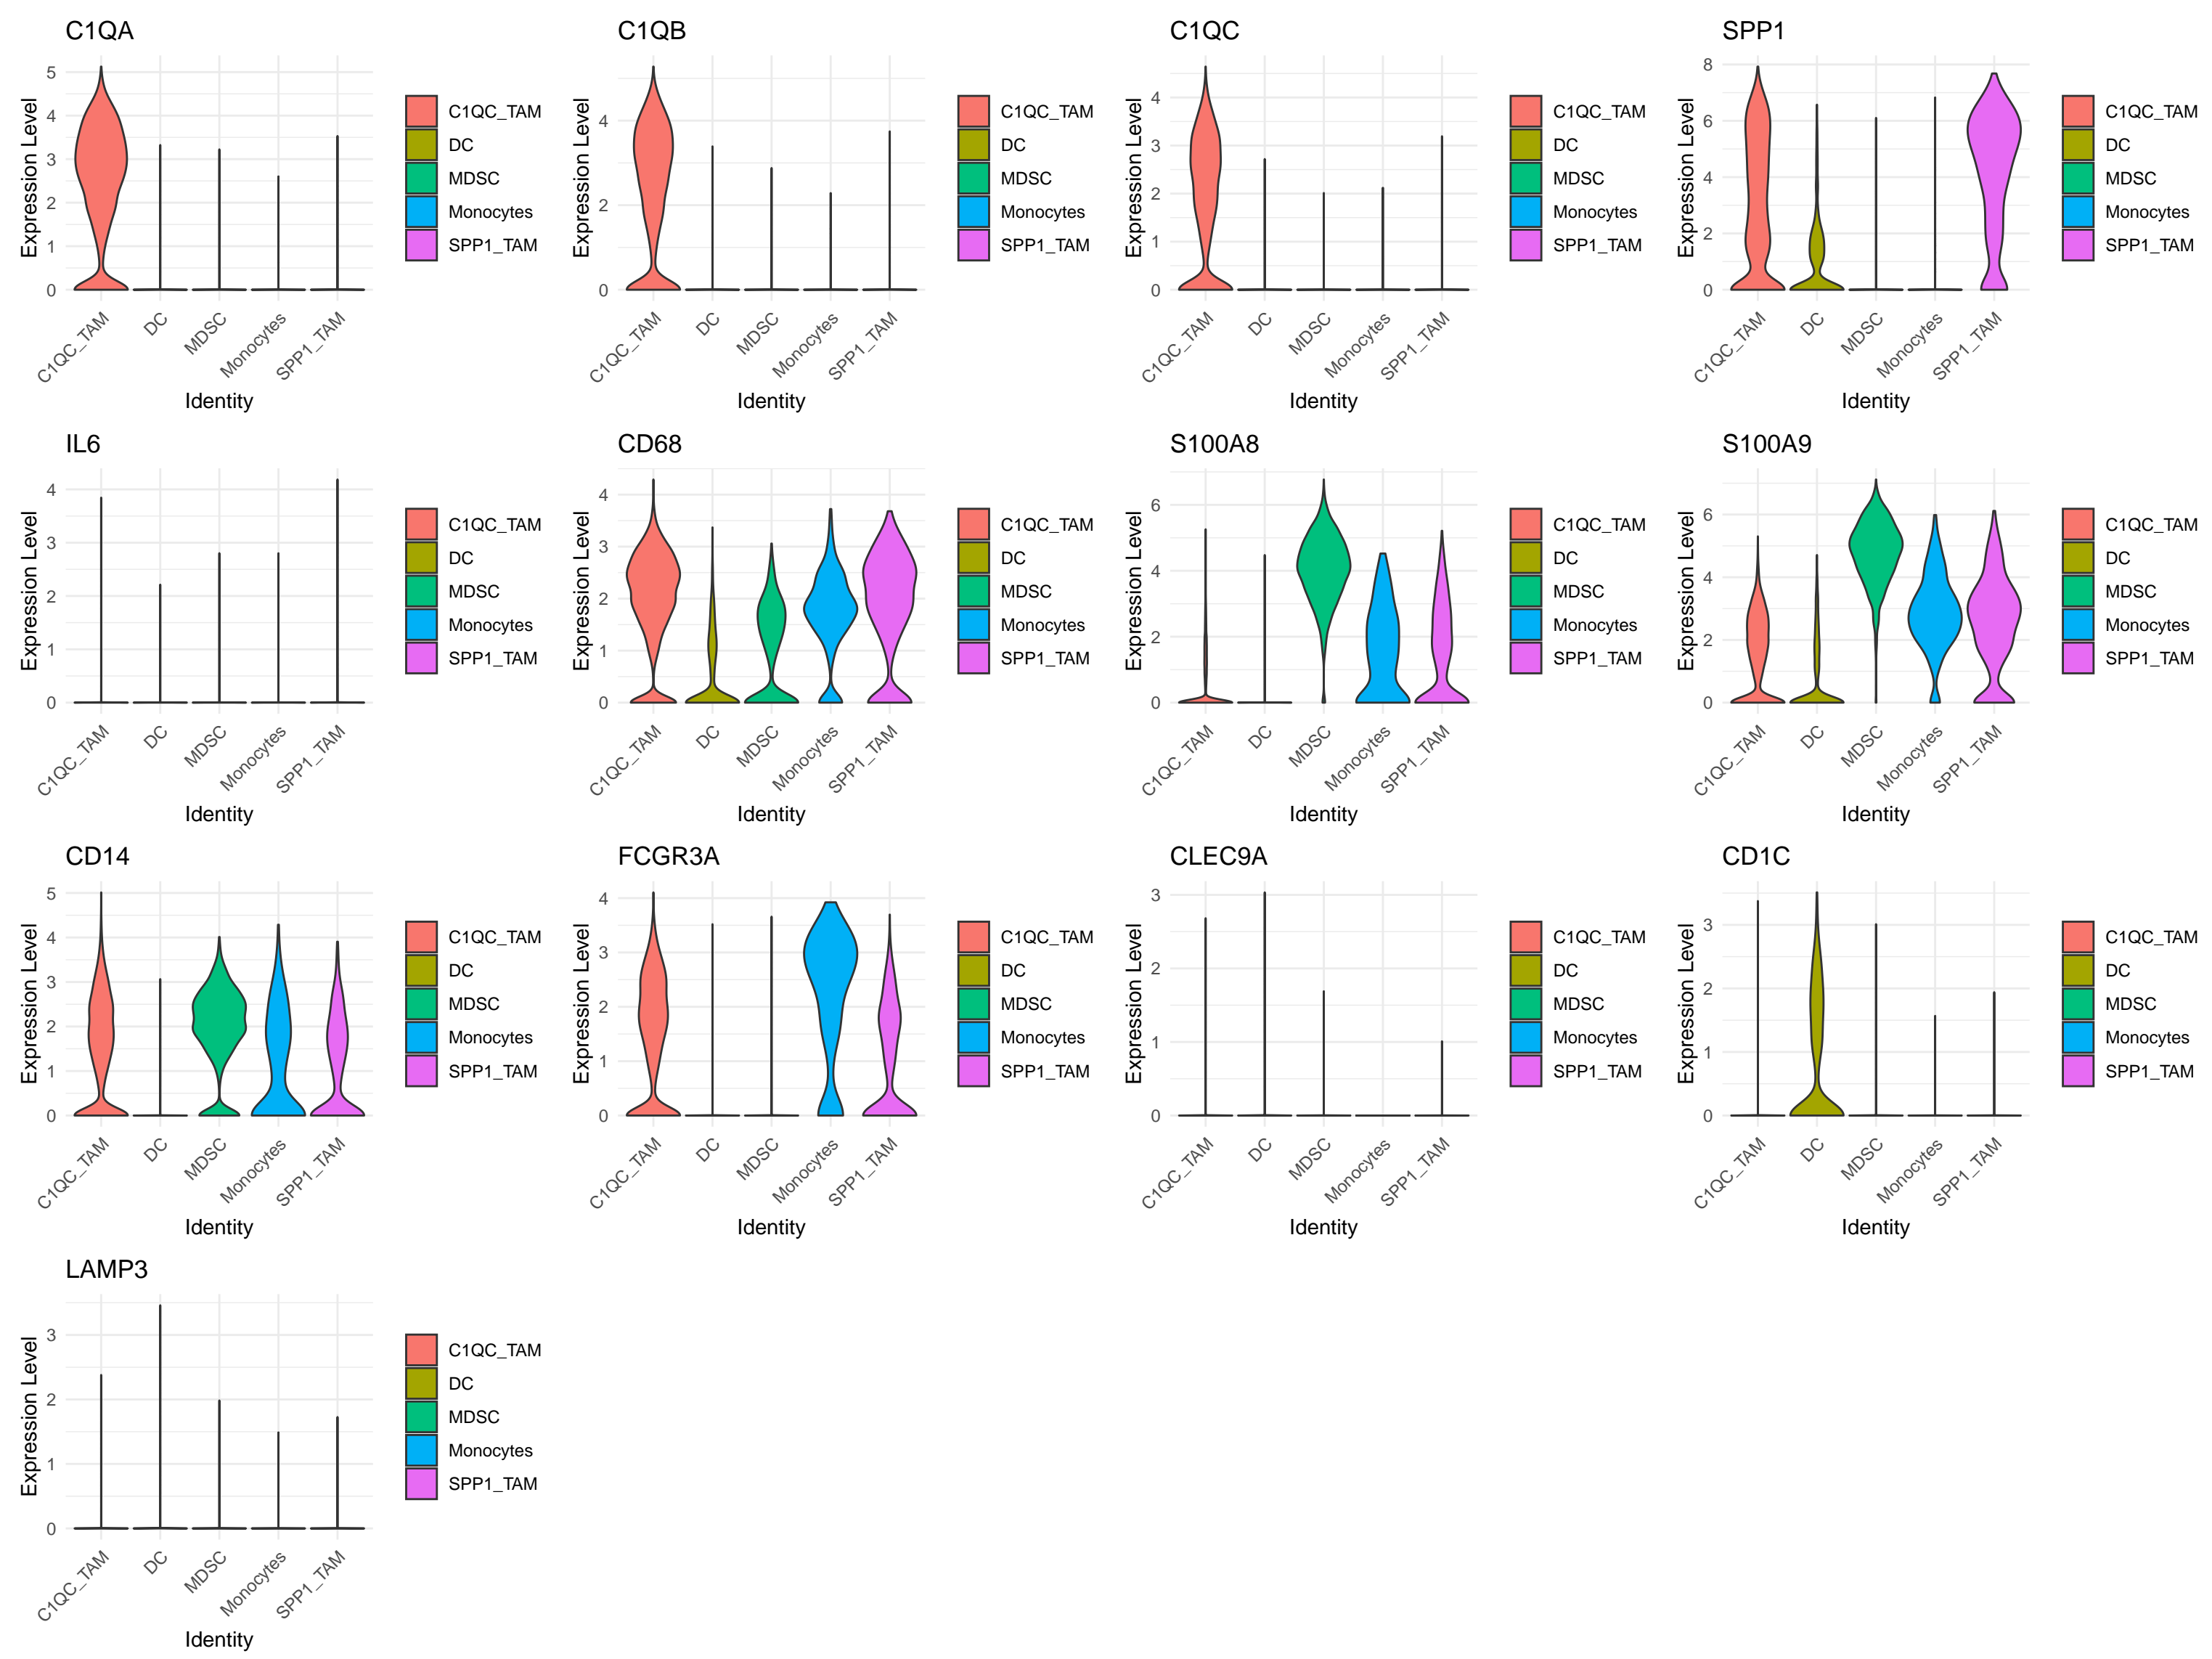 C1QA
Expression Level
5
4
3
2
1
0
C1QC_TAM
DC
MDSC
Monocytes
SPP1_TAM
Identity
C1QC_TAM
DC
MDSC
Monocytes
SPP1_TAM
C1QB
Expression Level
4
2
0
C1QC_TAM
DC
MDSC
Monocytes
SPP1_TAM
Identity
C1QC_TAM
DC
MDSC
Monocytes
SPP1_TAM
C1QC
Expression Level
4
3
2
1
0
C1QC_TAM
DC
MDSC
Monocytes
SPP1_TAM
Identity
C1QC_TAM
DC
MDSC
Monocytes
SPP1_TAM
SPP1
Expression Level
8
6
4
2
0
C1QC_TAM
DC
MDSC
Monocytes
SPP1_TAM
Identity
C1QC_TAM
DC
MDSC
Monocytes
SPP1_TAM
IL6
Expression Level
4
3
2
1
0
C1QC_TAM
DC
MDSC
Monocytes
SPP1_TAM
Identity
C1QC_TAM
DC
MDSC
Monocytes
SPP1_TAM
CD68
Expression Level
4
3
2
1
0
C1QC_TAM
DC
MDSC
Monocytes
SPP1_TAM
Identity
C1QC_TAM
DC
MDSC
Monocytes
SPP1_TAM
S100A8
Expression Level
6
4
2
0
C1QC_TAM
DC
MDSC
Monocytes
SPP1_TAM
Identity
C1QC_TAM
DC
MDSC
Monocytes
SPP1_TAM
S100A9
Expression Level
6
4
2
0
C1QC_TAM
DC
MDSC
Monocytes
SPP1_TAM
Identity
C1QC_TAM
DC
MDSC
Monocytes
SPP1_TAM
CD14
Expression Level
5
4
3
2
1
0
C1QC_TAM
DC
MDSC
Monocytes
SPP1_TAM
Identity
C1QC_TAM
DC
MDSC
Monocytes
SPP1_TAM
FCGR3A
Expression Level
4
3
2
1
0
C1QC_TAM
DC
MDSC
Monocytes
SPP1_TAM
Identity
C1QC_TAM
DC
MDSC
Monocytes
SPP1_TAM
CLEC9A
Expression Level
3
2
1
0
C1QC_TAM
DC
MDSC
Monocytes
SPP1_TAM
Identity
C1QC_TAM
DC
MDSC
Monocytes
SPP1_TAM
CD1C
Expression Level
3
2
1
0
C1QC_TAM
DC
MDSC
Monocytes
SPP1_TAM
Identity
C1QC_TAM
DC
MDSC
Monocytes
SPP1_TAM
LAMP3
Expression Level
3
2
1
0
C1QC_TAM
DC
MDSC
Monocytes
SPP1_TAM
Identity
C1QC_TAM
DC
MDSC
Monocytes
SPP1_TAM